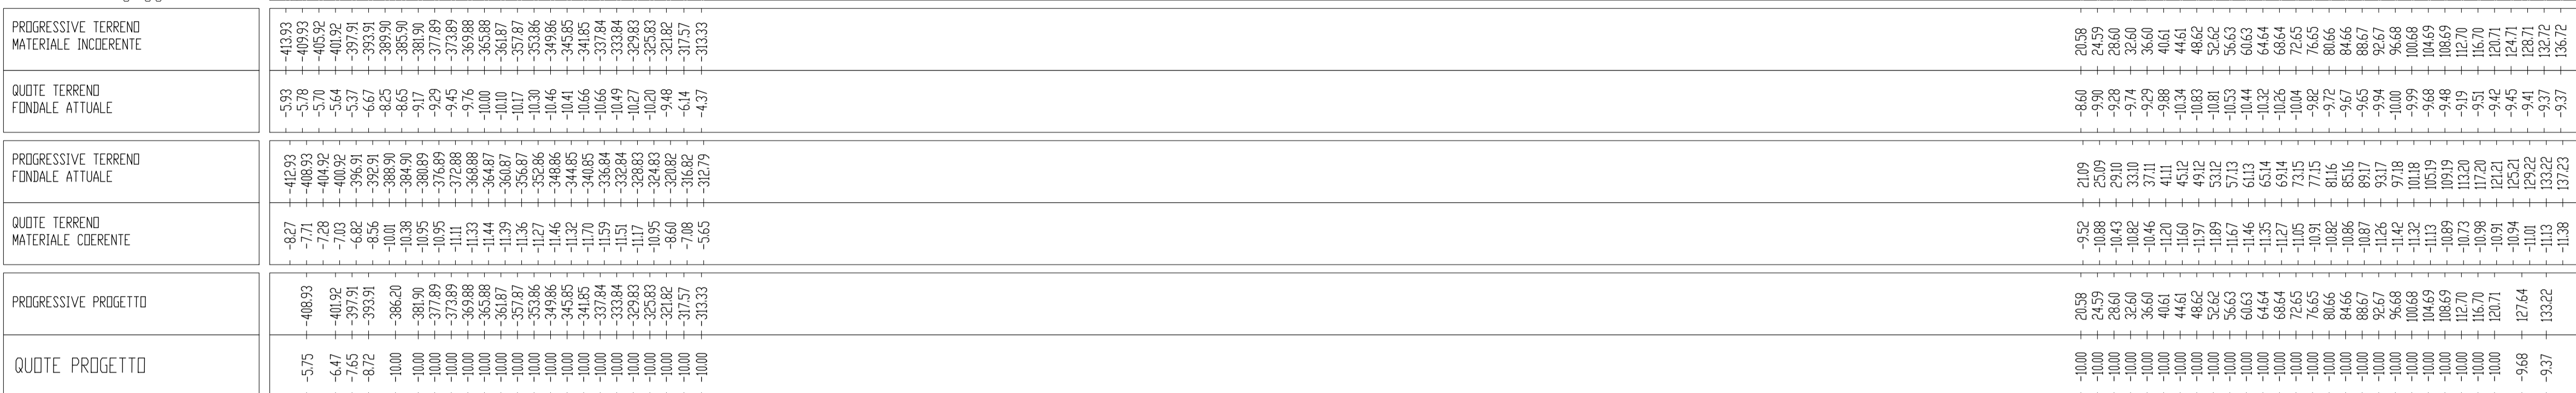 PROGRESSIVE TERRENO
MATERIALE INCOERENTE
-413.93 -409.93 -405.92 -401.92 -397.91 -393.91 -389.90 -385.90 -381.90 -377.89 -373.89 -369.88 -365.88 -361.87 -357.87 -353.86 -349.86 -345.85 -341.85 -337.84 -333.84 -329.83 -325.83 -321.82 -317.57 -313.33 20.58 24.59 28.60 32.60 36.60 40.61 44.61 48.62 52.62 56.63 60.63 64.64 68.64 72.65 76.65 80.66 84.66 88.67 92.67 96.68 100.68 104.69 108.69 112.70 116.70 120.71 124.71 128.71 132.72 136.72
QUOTE TERRENO
FONDALE ATTUALE
-5.93 -5.78 -5.70 -5.64 -5.37 -6.67 -8.25 -8.65 -9.17 -9.29 -9.45 -9.76 -10.00 -10.10 -10.17 -10.30 -10.46 -10.41 -10.66 -10.66 -10.49 -10.27 -10.20 -9.48 -6.14 -4.37 -8.60 -9.90 -9.28 -9.74 -9.29 -9.88 -10.34 -10.83 -10.81 -10.53 -10.44 -10.32 -10.26 -10.04 -9.82 -9.72 -9.67 -9.65 -9.94 -10.00 -9.99 -9.68 -9.48 -9.19 -9.51 -9.42 -9.45 -9.41 -9.37 -9.37
PROGRESSIVE TERRENO
FONDALE ATTUALE
-412.93 -408.93 -404.92 -400.92 -396.91 -392.91 -388.90 -384.90 -380.89 -376.89 -372.88 -368.88 -364.87 -360.87 -356.87 -352.86 -348.86 -344.85 -340.85 -336.84 -332.84 -328.83 -324.83 -320.82 -316.82 -312.79 21.09 25.09 29.10 33.10 37.11 41.11 45.12 49.12 53.12 57.13 61.13 65.14 69.14 73.15 77.15 81.16 85.16 89.17 93.17 97.18 101.18 105.19 109.19 113.20 117.20 121.21 125.21 129.22 133.22 137.23
QUOTE TERRENO
MATERIALE COERENTE
-8.27 -7.71 -7.28 -7.03 -6.82 -8.56 -10.01 -10.38 -10.95 -10.95 -11.11 -11.33 -11.44 -11.39 -11.36 -11.27 -11.46 -11.32 -11.70 -11.59 -11.51 -11.17 -10.95 -8.60 -7.08 -5.65 -9.52 -10.88 -10.43 -10.82 -10.46 -11.20 -11.60 -11.97 -11.89 -11.67 -11.46 -11.35 -11.27 -11.05 -10.91 -10.82 -10.86 -10.87 -11.26 -11.42 -11.32 -11.13 -10.89 -10.73 -10.98 -10.91 -10.94 -11.01 -11.13 -11.38
PROGRESSIVE PROGETTO
-408.93 -401.92 -397.91 -393.91 -386.20 -381.90 -377.89 -373.89 -369.88 -365.88 -361.87 -357.87 -353.86 -349.86 -345.85 -341.85 -337.84 -333.84 -329.83 -325.83 -321.82 -317.57 -313.33 20.58 24.59 28.60 32.60 36.60 40.61 44.61 48.62 52.62 56.63 60.63 64.64 68.64 72.65 76.65 80.66 84.66 88.67 92.67 96.68 100.68 104.69 108.69 112.70 116.70 120.71 127.64 133.22
QUOTE PROGETTO
-5.75 -6.47 -7.65 -8.72 -10.00 -10.00 -10.00 -10.00 -10.00 -10.00 -10.00 -10.00 -10.00 -10.00 -10.00 -10.00 -10.00 -10.00 -10.00 -10.00 -10.00 -10.00 -10.00 -10.00 -10.00 -10.00 -10.00 -10.00 -10.00 -10.00 -10.00 -10.00 -10.00 -10.00 -10.00 -10.00 -10.00 -10.00 -10.00 -10.00 -10.00 -10.00 -10.00 -10.00 -10.00 -10.00 -10.00 -10.00 -10.00 -9.68 -9.37